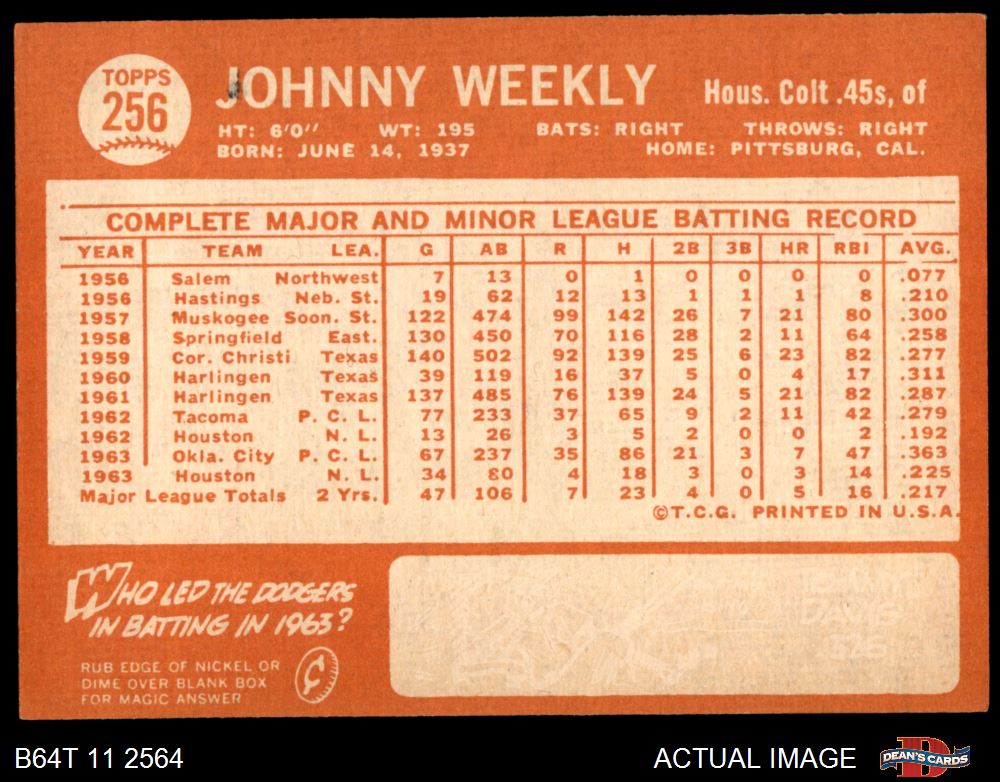 TOPPS
256
JOHNNY WEEKLY
Hous. Colt .45s, of
HT: 6'0'' WT: 195 BATS: RIGHT THROWS: RIGHT
BORN: JUNE 14, 1937 HOME: PITTSBURG, CAL.
COMPLETE MAJOR AND MINOR LEAGUE BATTING RECORD
YEAR TEAM LEA. G AB R H 2B 3B HR RBI AVG.
1956 Salem Northwest 7 13 0 1 0 0 0 0 .077
1956 Hastings Neb. St. 19 62 12 13 1 1 1 8 .210
1957 Muskogee Soon. St. 122 474 99 142 26 7 21 80 .300
1958 Springfield East. 130 450 70 116 28 2 11 64 .258
1959 Cor. Christi Texas 140 502 92 139 25 6 23 82 .277
1960 Harlingen Texas 39 119 16 37 5 0 4 17 .311
1961 Harlingen Texas 137 485 76 139 24 5 21 82 .287
1962 Tacoma P. C. L. 77 233 37 65 9 2 11 42 .279
1962 Houston N. L. 13 26 3 5 2 0 0 2 .192
1963 Okla. City P. C. L. 67 237 35 86 21 3 7 47 .363
1963 Houston N. L. 34 80 4 18 3 0 3 14 .225
Major League Totals 2 Yrs. 47 106 7 23 4 0 5 16 .217
©T.C.G. PRINTED IN U.S.A.
WHO LED THE DODGERS
IN BATTING IN 1963?
RUB EDGE OF NICKEL OR
DIME OVER BLANK BOX
FOR MAGIC ANSWER
¢
DAVIS
B64T 11 2564
ACTUAL IMAGE
DEAN'S CARDS